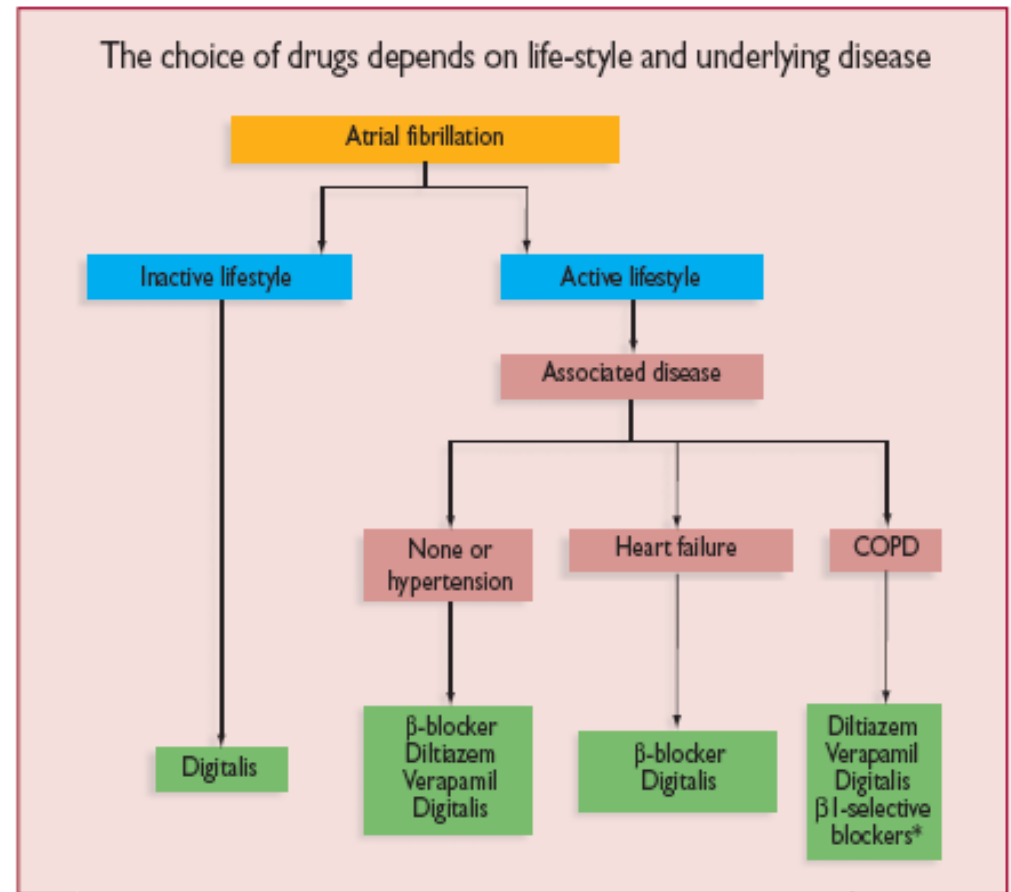 The choice of drugs depends on life-style and underlying disease
Atrial fibrillation
Inactive lifestyle
Active lifestyle
Associated disease
None or
hypertension
Heart failure
COPD
Digitalis
β-blocker
Diltiazem
Verapamil
Digitalis
β-blocker
Digitalis
Diltiazem
Verapamil
Digitalis
β1-selective
blockers*